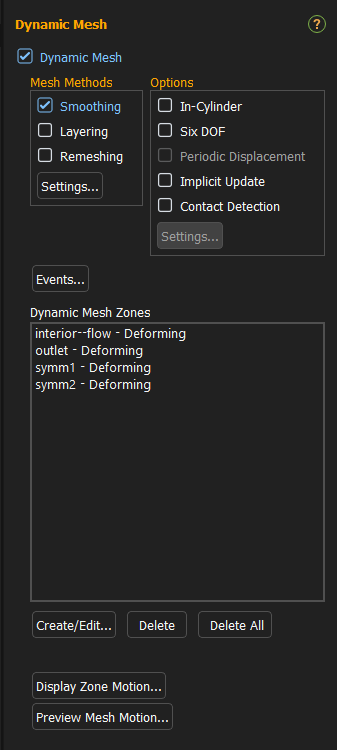 Dynamic Mesh
?
Dynamic Mesh
Mesh Methods
Smoothing
Layering
Remeshing
Settings...
Options
In-Cylinder
Six DOF
Periodic Displacement
Implicit Update
Contact Detection
Settings...
Events...
Dynamic Mesh Zones
interior--flow - Deforming
outlet - Deforming
symm1 - Deforming
symm2 - Deforming
Create/Edit...
Delete
Delete All
Display Zone Motion...
Preview Mesh Motion...